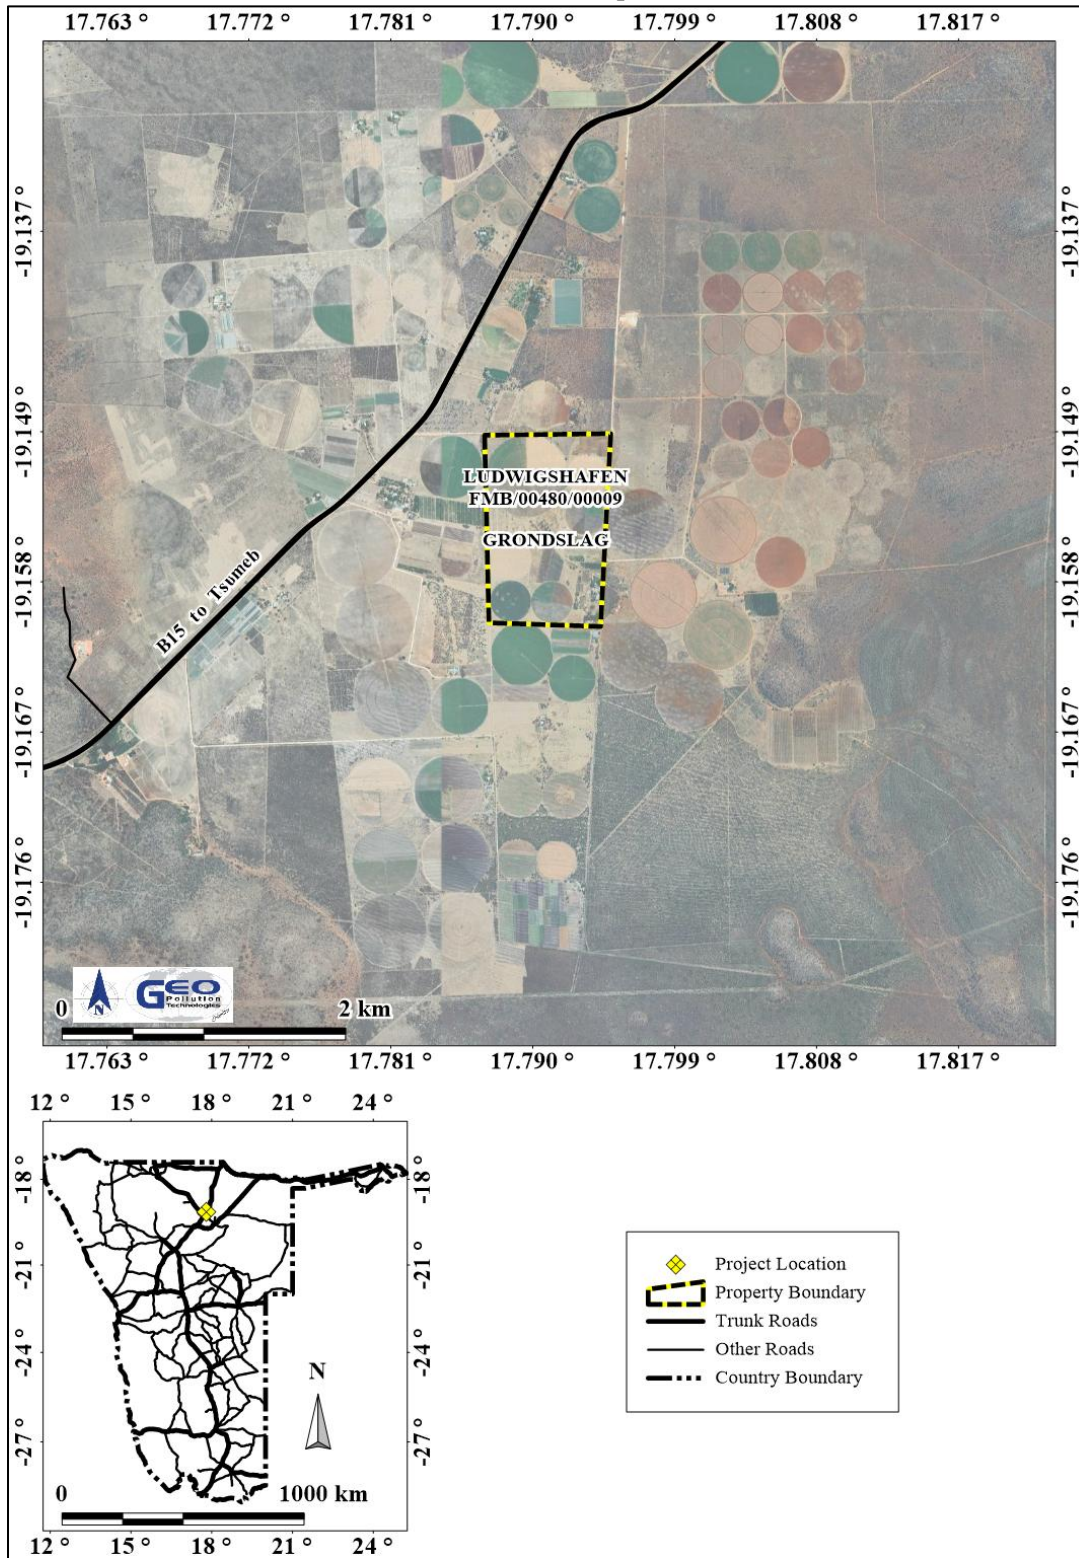 17.763 ° 17.772 ° 17.781 ° 17.790 ° 17.799 ° 17.808 ° 17.817 °
-19.137 ° -19.137 °
-19.149 ° -19.149 °
LUDWIGSHAFEN
FMB/00480/00009
GRONDSLAG
-19.158 ° -19.158 °
B15 to Tsumeb
-19.167 ° -19.167 °
-19.176 ° -19.176 °
N
GEO
Pollution
Technologies
0 2 km
17.763 ° 17.772 ° 17.781 ° 17.790 ° 17.799 ° 17.808 ° 17.817 °
12 ° 15 ° 18 ° 21 ° 24 °
-18 ° -18 °
-21 ° -21 °
-24 ° -24 °
-27 ° -27 °
N
0 1000 km
12 ° 15 ° 18 ° 21 ° 24 °
Project Location
Property Boundary
Trunk Roads
Other Roads
Country Boundary